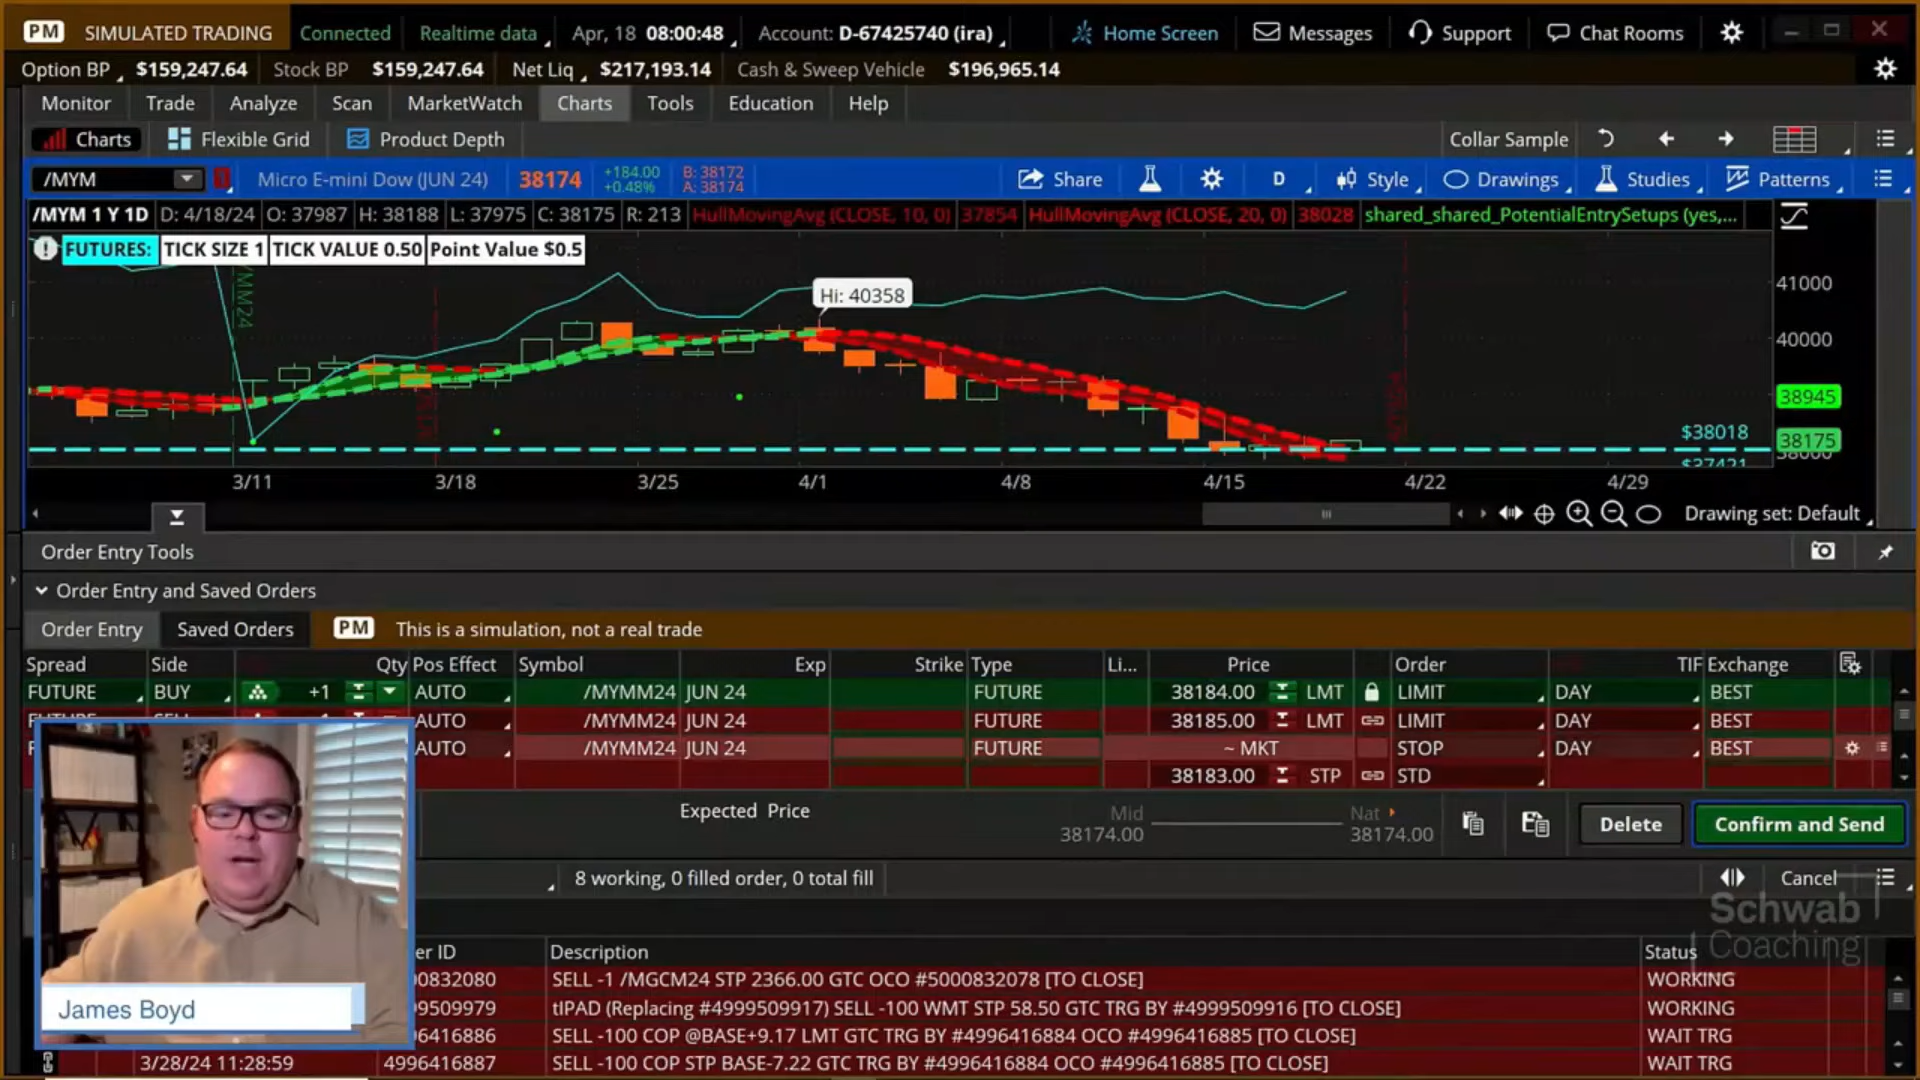 PM SIMULATED TRADING Connected Realtime data Apr, 18 08:00:48 Account: D-67425740 (ira) Home Screen Messages Support Chat Rooms
Option BP $159,247.64 Stock BP $159,247.64 Net Liq $217,193.14 Cash & Sweep Vehicle $196,965.14
Monitor Trade Analyze Scan MarketWatch Charts Tools Education Help
Charts Flexible Grid Product Depth Collar Sample
/MYM Micro E-mini Dow (JUN 24) 38174 +184.00 B: 38172 Share D Style Drawings Studies Patterns
+0.48% A: 38174
/MYM 1 Y 1D D: 4/18/24 O: 37987 H: 38188 L: 37975 C: 38175 R: 213 HullMovingAvg (CLOSE, 10, 0) 37854 HullMovingAvg (CLOSE, 20, 0) 38028 shared_shared_PotentialEntrySetups (yes,...
FUTURES: TICK SIZE 1 TICK VALUE 0.50 Point Value $0.5
Hi: 40358
41000
40000
38945
$38018
38175
38000
$37421
3/11 3/18 3/25 4/1 4/8 4/15 4/22 4/29
Drawing set: Default
Order Entry Tools
Order Entry and Saved Orders
Order Entry Saved Orders PM This is a simulation, not a real trade
Spread Side Qty Pos Effect Symbol Exp Strike Type Li... Price Order TIF Exchange
FUTURE BUY +1 AUTO /MYMM24 JUN 24 FUTURE 38184.00 LMT LIMIT DAY BEST
AUTO /MYMM24 JUN 24 FUTURE 38185.00 LMT LIMIT DAY BEST
AUTO /MYMM24 JUN 24 FUTURE ~ MKT STOP DAY BEST
38183.00 STP STD
Expected Price Mid Nat
38174.00 38174.00
Delete Confirm and Send
8 working, 0 filled order, 0 total fill Cancel
Schwab
Coaching
er ID Description Status
0832080 SELL -1 /MGCM24 STP 2366.00 GTC OCO #5000832078 [TO CLOSE] WORKING
9509979 tIPAD (Replacing #4999509917) SELL -100 WMT STP 58.50 GTC TRG BY #4999509916 [TO CLOSE] WORKING
96416886 SELL -100 COP @BASE+9.17 LMT GTC TRG BY #4996416884 OCO #4996416885 [TO CLOSE] WAIT TRG
3/28/24 11:28:59 4996416887 SELL -100 COP STP BASE-7.22 GTC TRG BY #4996416884 OCO #4996416885 [TO CLOSE] WAIT TRG
James Boyd